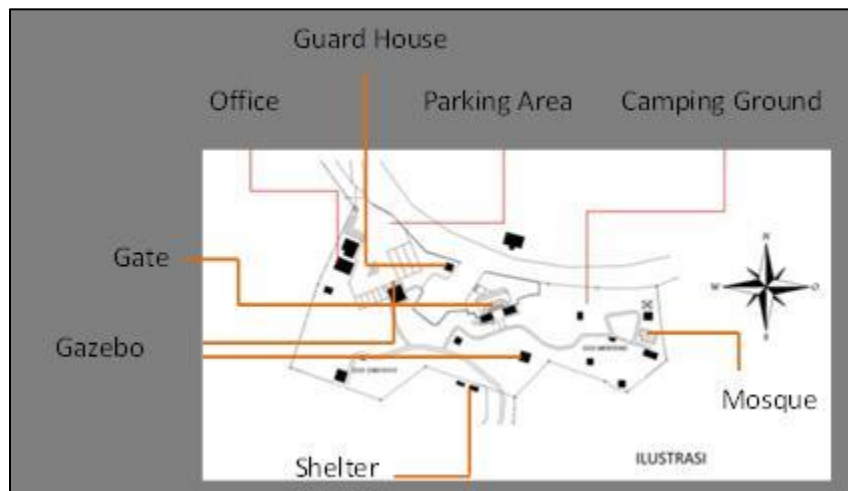 Guard House
Office
Parking Area
Camping Ground
Gate
Gazebo
Mosque
Shelter
ILUSTRASI